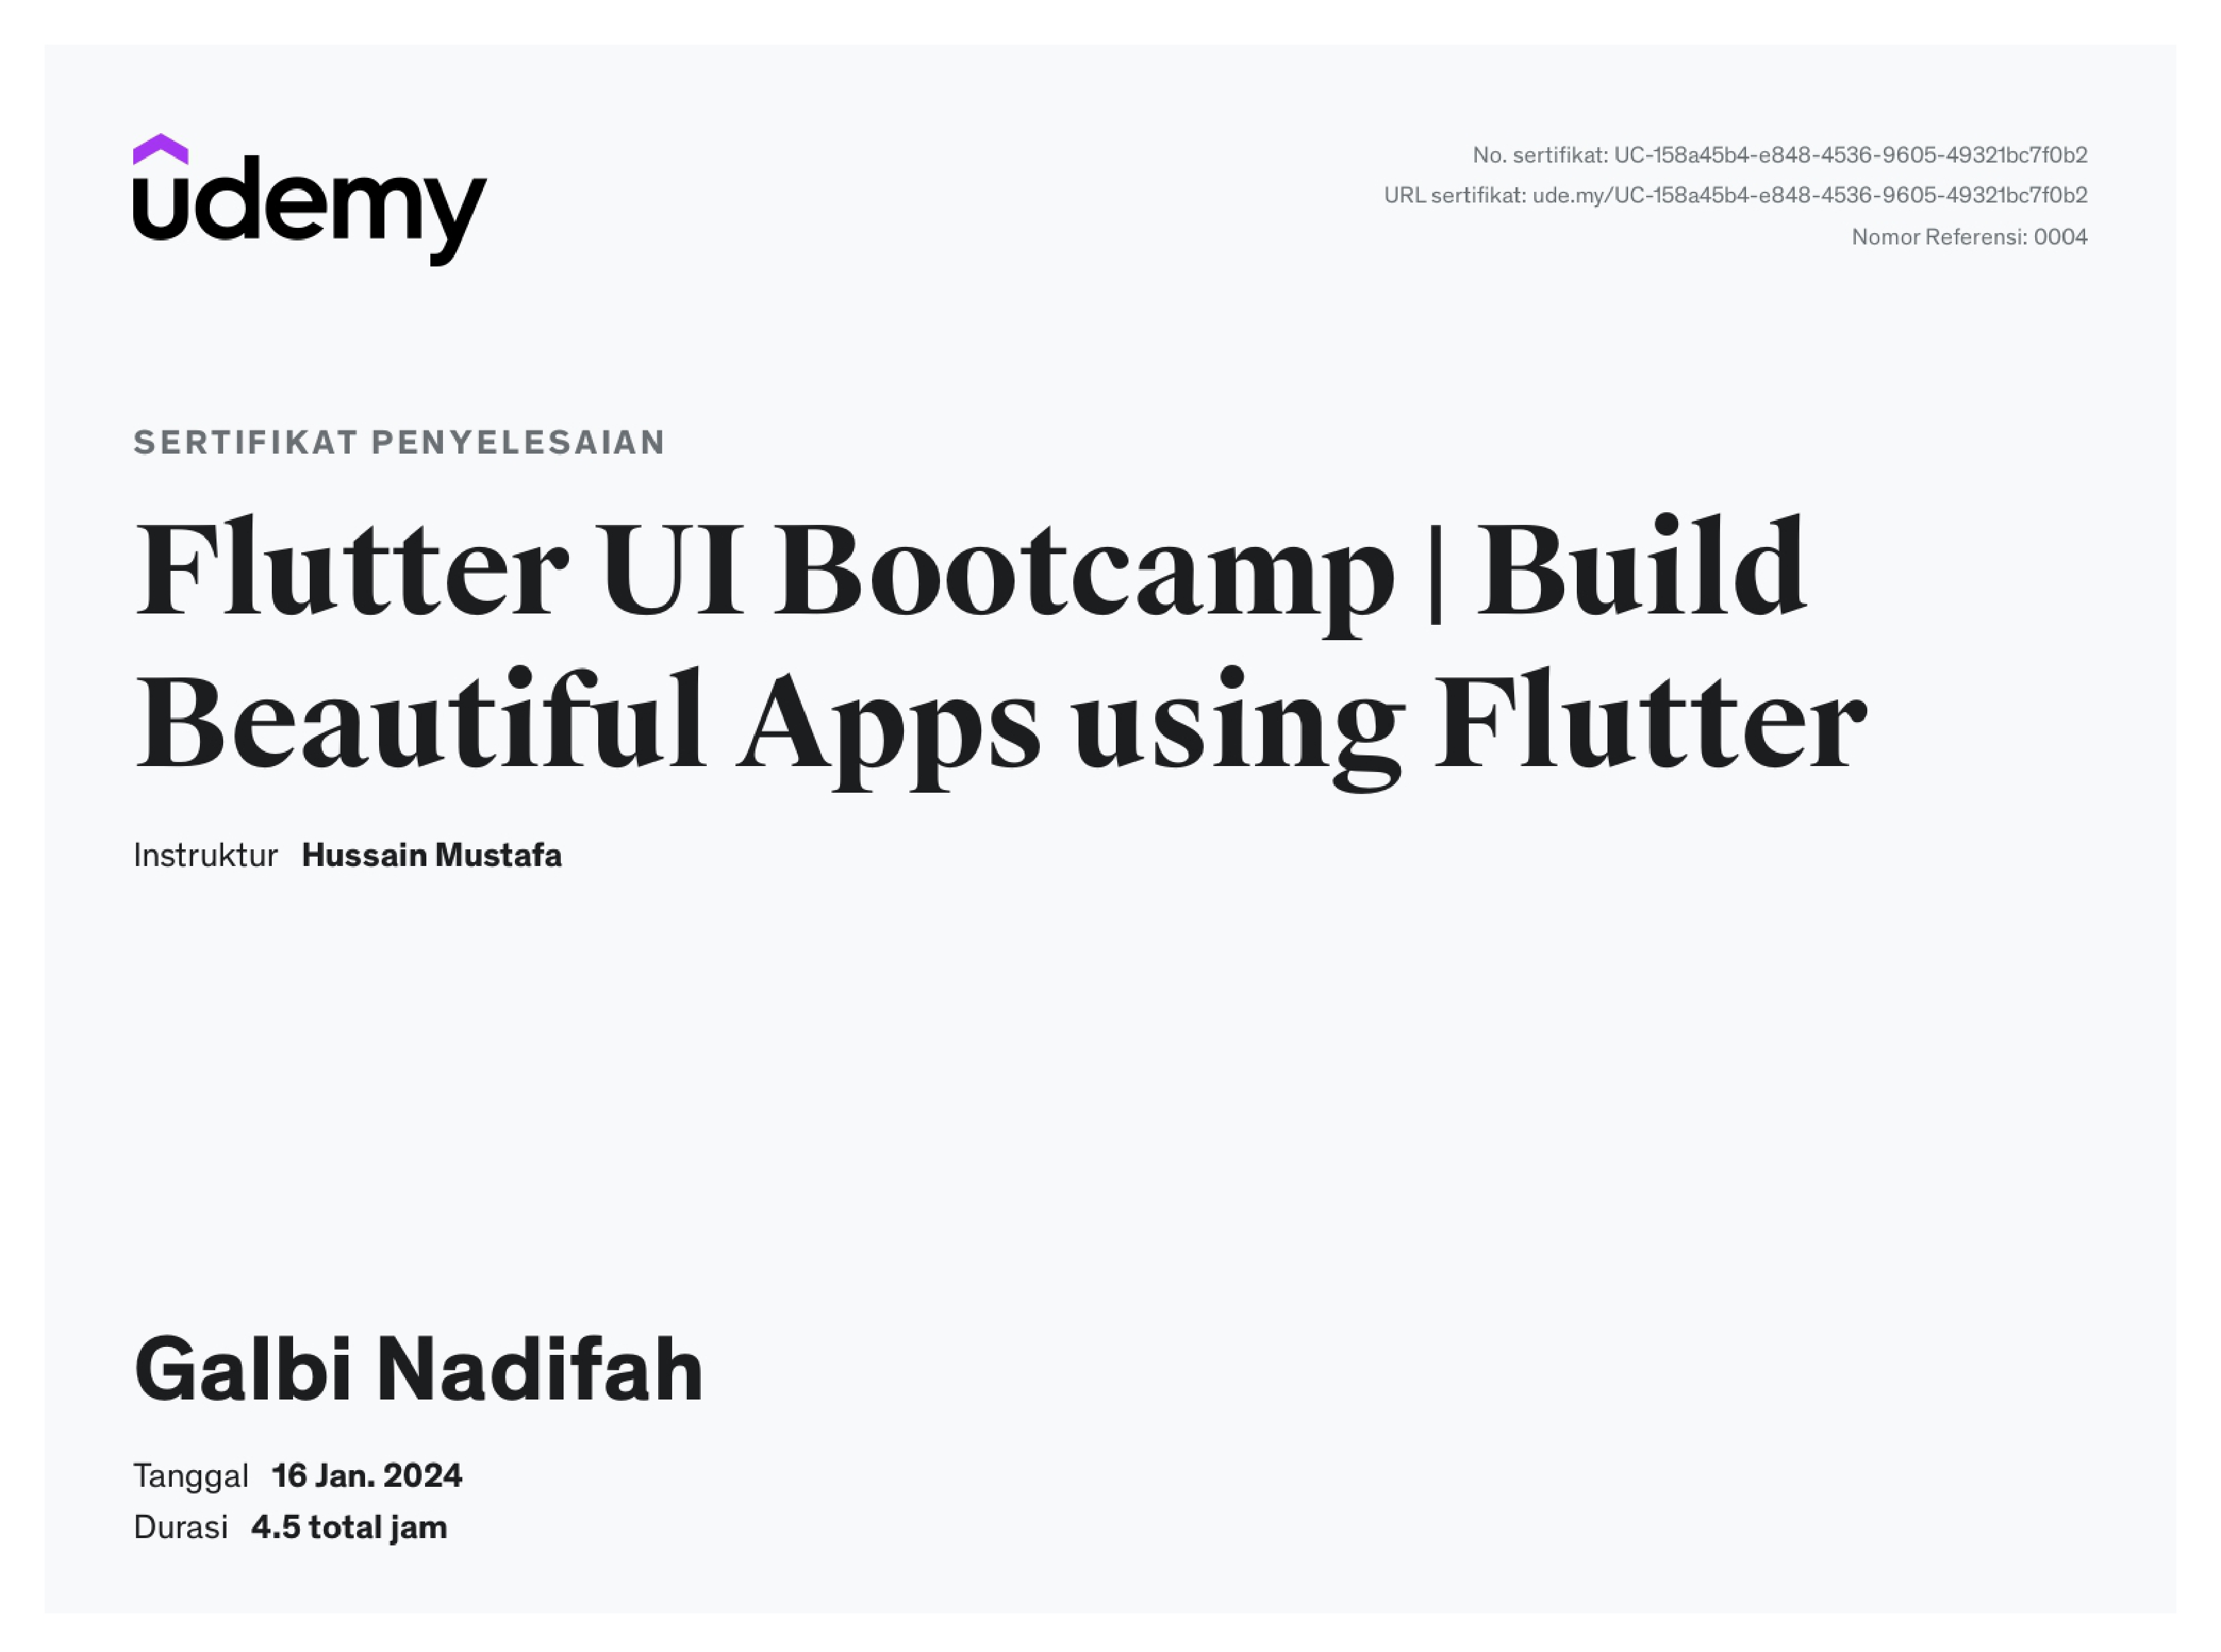 udemy
No. sertifikat: UC-158a45b4-e848-4536-9605-49321bc7f0b2
URL sertifikat: ude.my/UC-158a45b4-e848-4536-9605-49321bc7f0b2
Nomor Referensi: 0004
SERTIFIKAT PENYELESAIAN
Flutter UI Bootcamp | Build
Beautiful Apps using Flutter
Instruktur Hussain Mustafa
Galbi Nadifah
Tanggal 16 Jan. 2024
Durasi 4.5 total jam